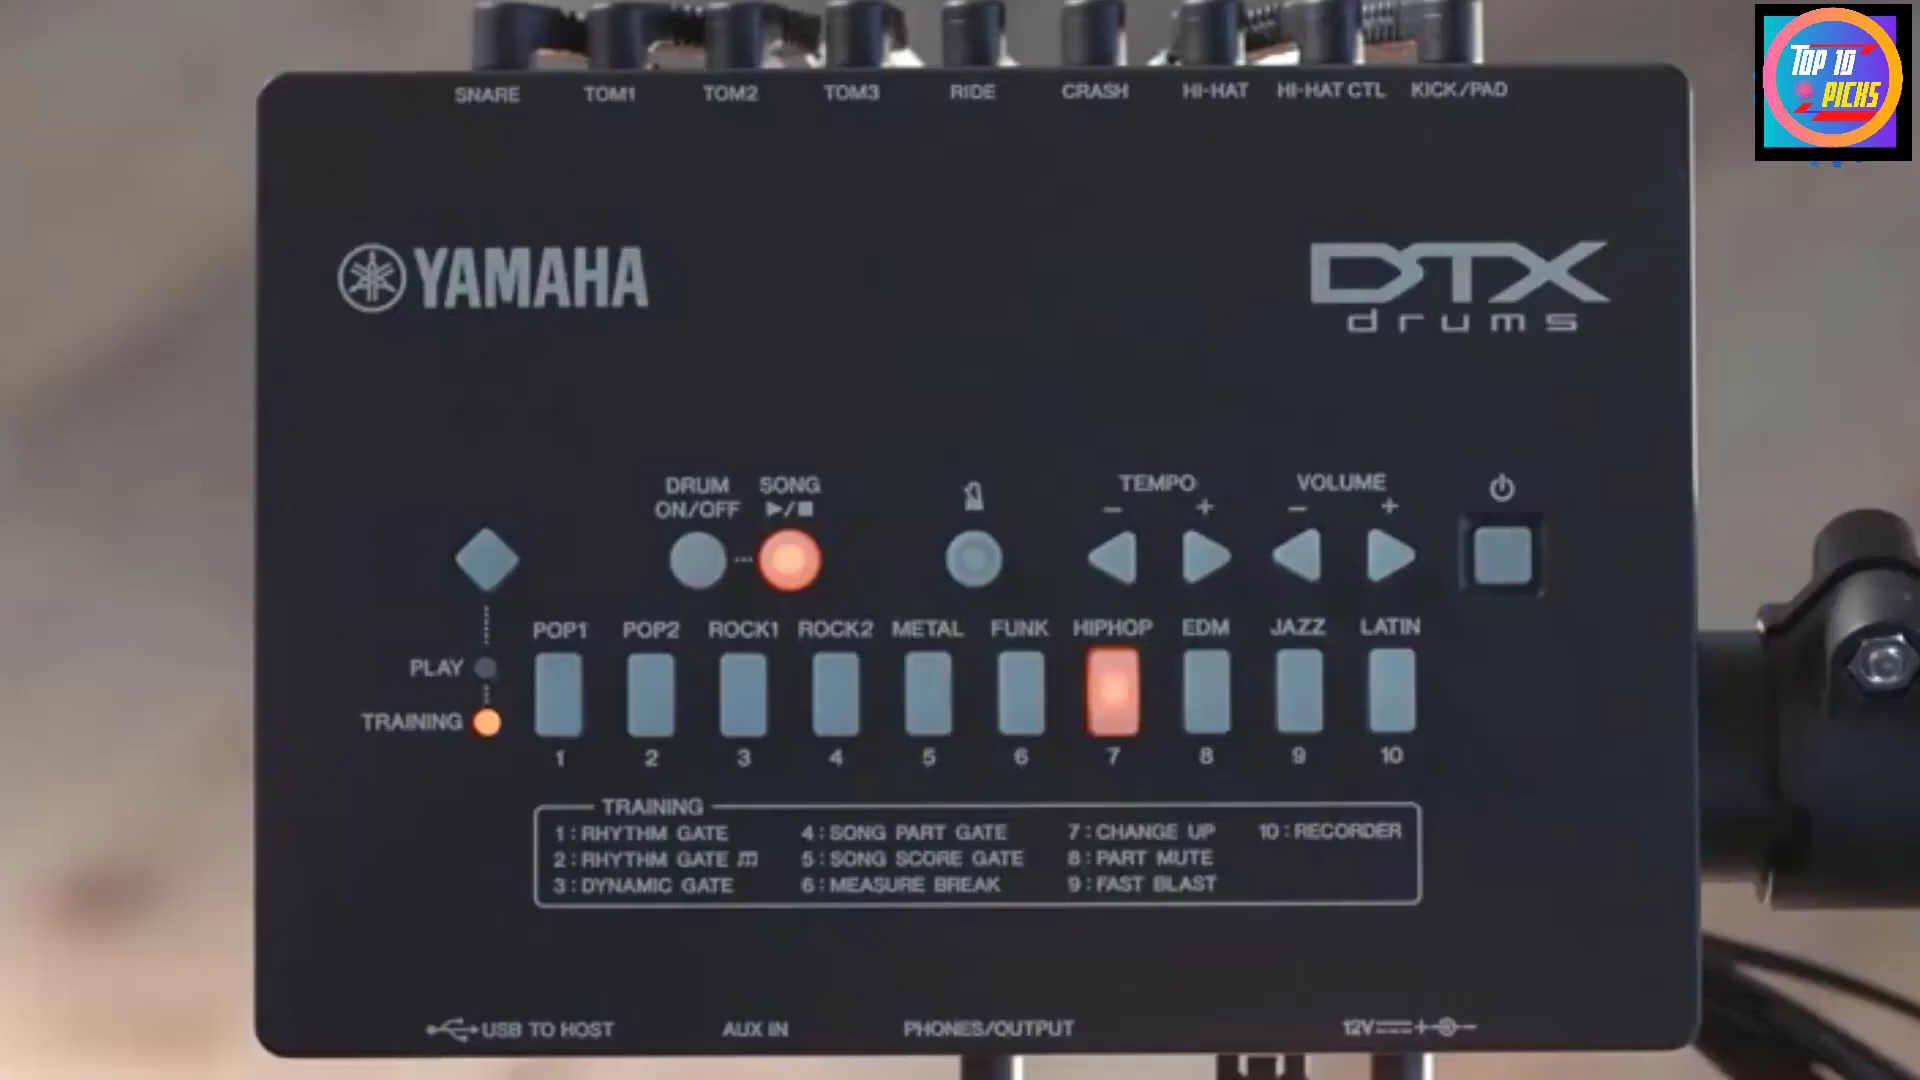 TOP 10
PICKS
SNARE TOM1 TOM2 TOM3 RIDE CRASH HI-HAT HI-HAT CTL KICK/PAD
YAMAHA
DTX
drums
DRUM ON/OFF
SONG ▶/■
TEMPO
− +
VOLUME
− +
POP1 POP2 ROCK1 ROCK2 METAL FUNK HIPHOP EDM JAZZ LATIN
PLAY
TRAINING
1 2 3 4 5 6 7 8 9 10
TRAINING
1 : RHYTHM GATE
2 : RHYTHM GATE ♫
3 : DYNAMIC GATE
4 : SONG PART GATE
5 : SONG SCORE GATE
6 : MEASURE BREAK
7 : CHANGE UP
8 : PART MUTE
9 : FAST BLAST
10 : RECORDER
USB TO HOST AUX IN PHONES/OUTPUT 12V